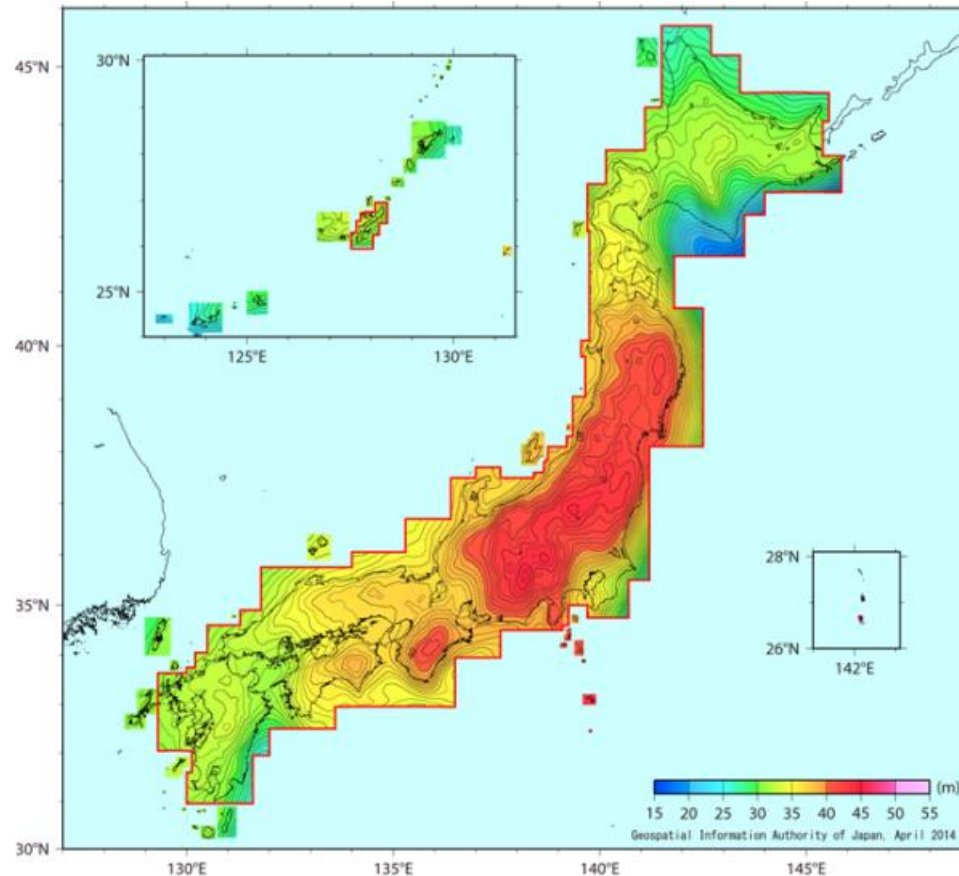 45°N
30°N
25°N
125°E
130°E
40°N
35°N
28°N
26°N
142°E
(m)
15 20 25 30 35 40 45 50 55
Geospatial Information Authority of Japan, April 2014
30°N
130°E
135°E
140°E
145°E